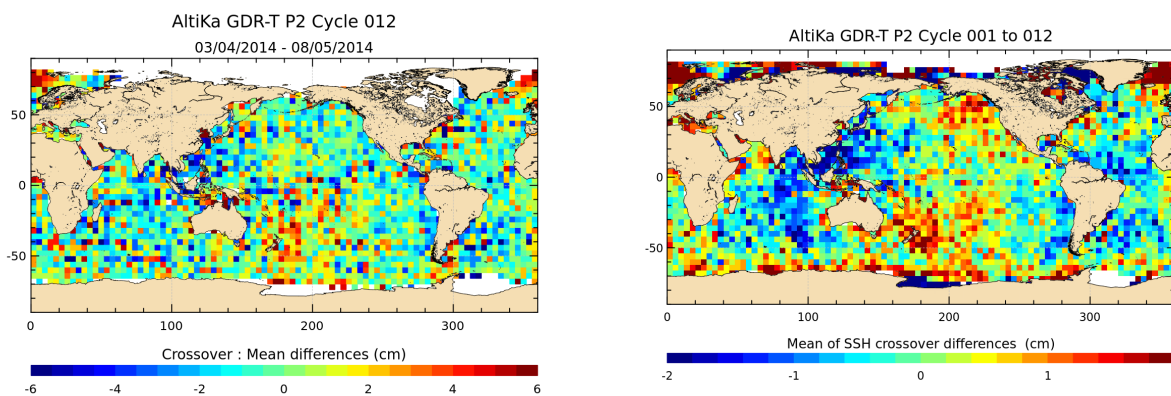 AltiKa GDR-T P2 Cycle 012
03/04/2014 - 08/05/2014
50
0
-50
0 100 200 300
Crossover : Mean differences (cm)
-6 -4 -2 0 2 4 6
AltiKa GDR-T P2 Cycle 001 to 012
50
0
-50
0 100 200 300
Mean of SSH crossover differences (cm)
-2 -1 0 1